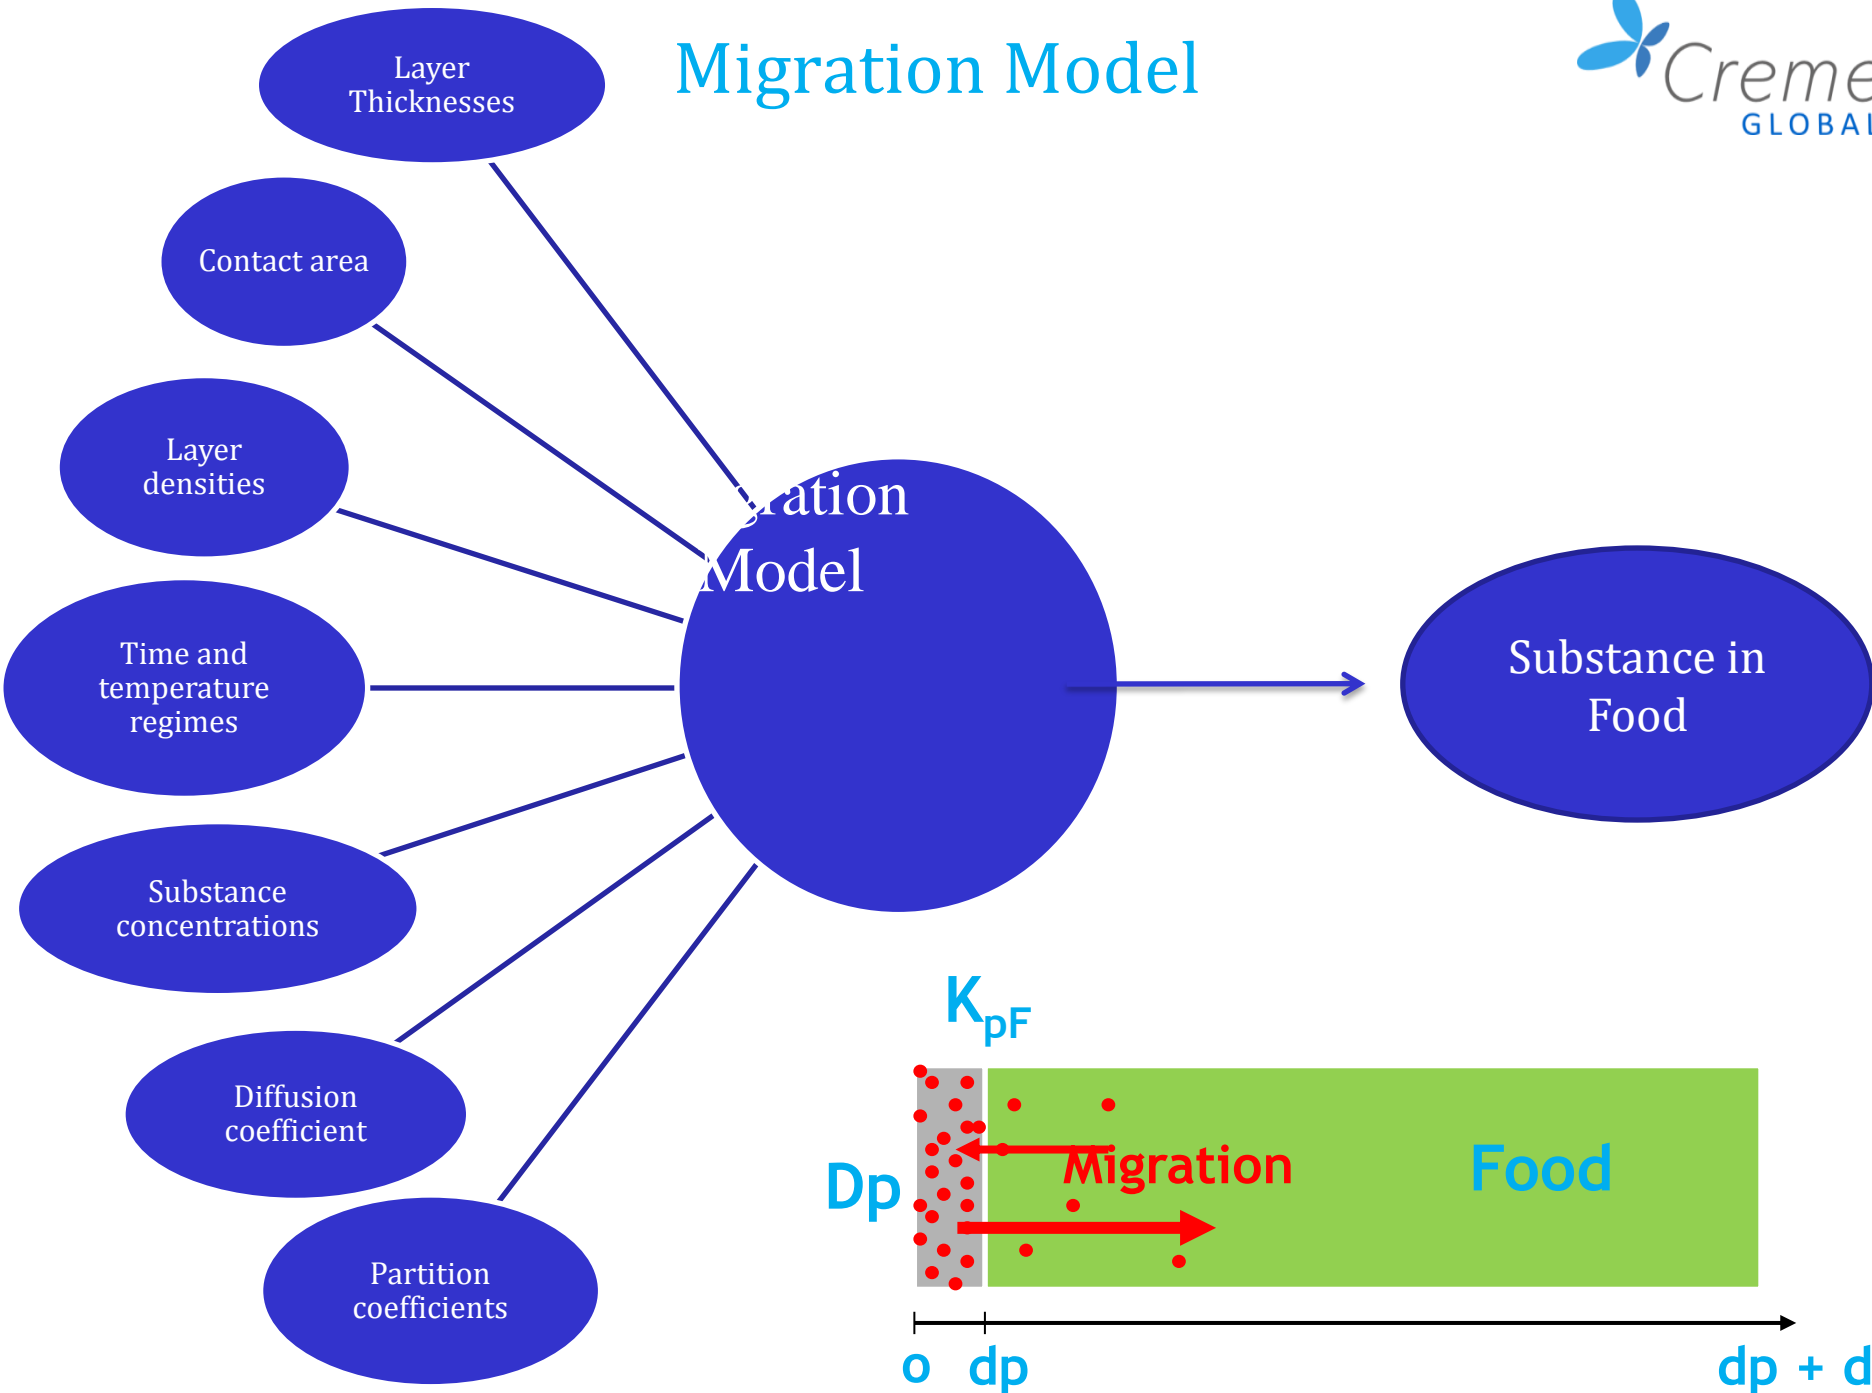 Migration Model
Creme
GLOBAL
Layer
Thicknesses
Contact area
Layer
densities
Time and
temperature
regimes
Substance
concentrations
Diffusion
coefficient
Partition
coefficients
gration
Model
Substance in
Food
KpF
Dp
Migration
Food
o dp dp + d